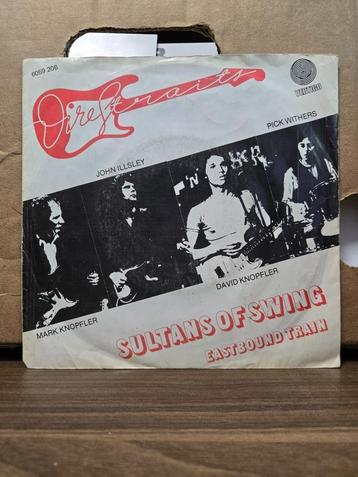 6059 206
Dire Straits
VERTIGO
JOHN ILLSLEY
PICK WITHERS
MARK KNOPFLER
DAVID KNOPFLER
SULTANS OF SWING
EASTBOUND TRAIN